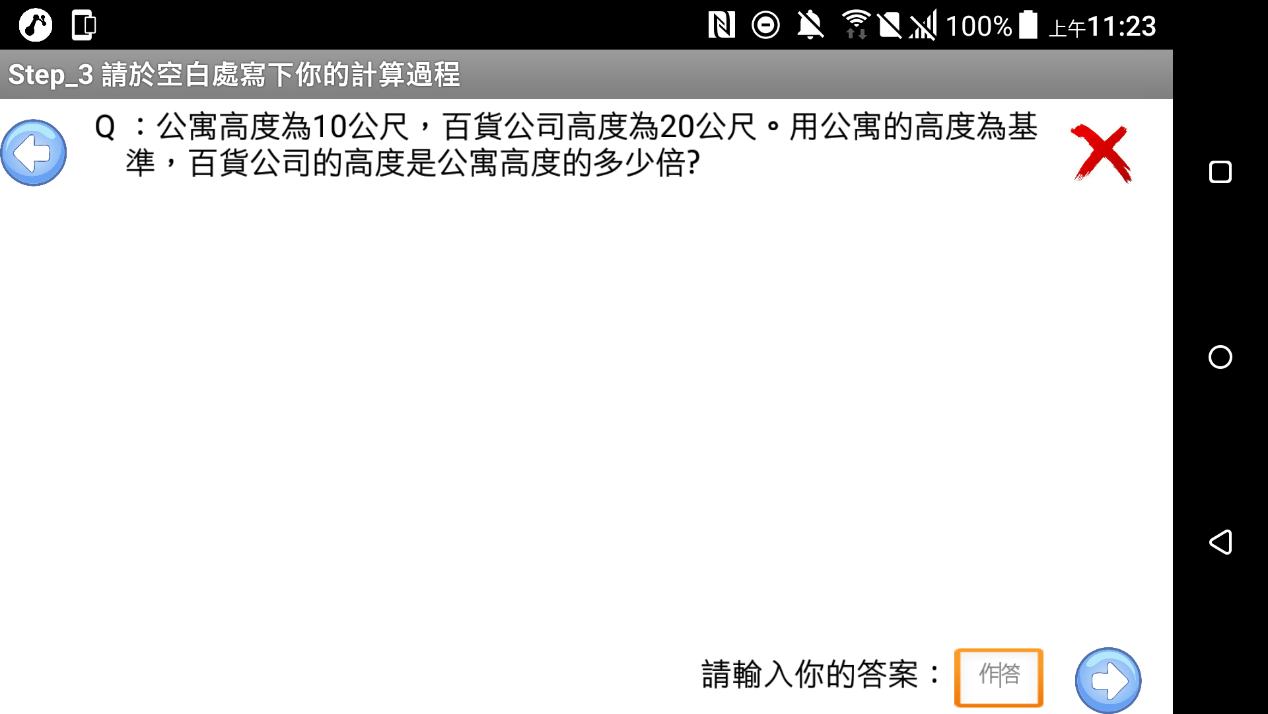 100% 上午11:23
Step_3 請於空白處寫下你的計算過程
Q ：公寓高度為10公尺，百貨公司高度為20公尺。用公寓的高度為基
準，百貨公司的高度是公寓高度的多少倍?
請輸入你的答案： 作答